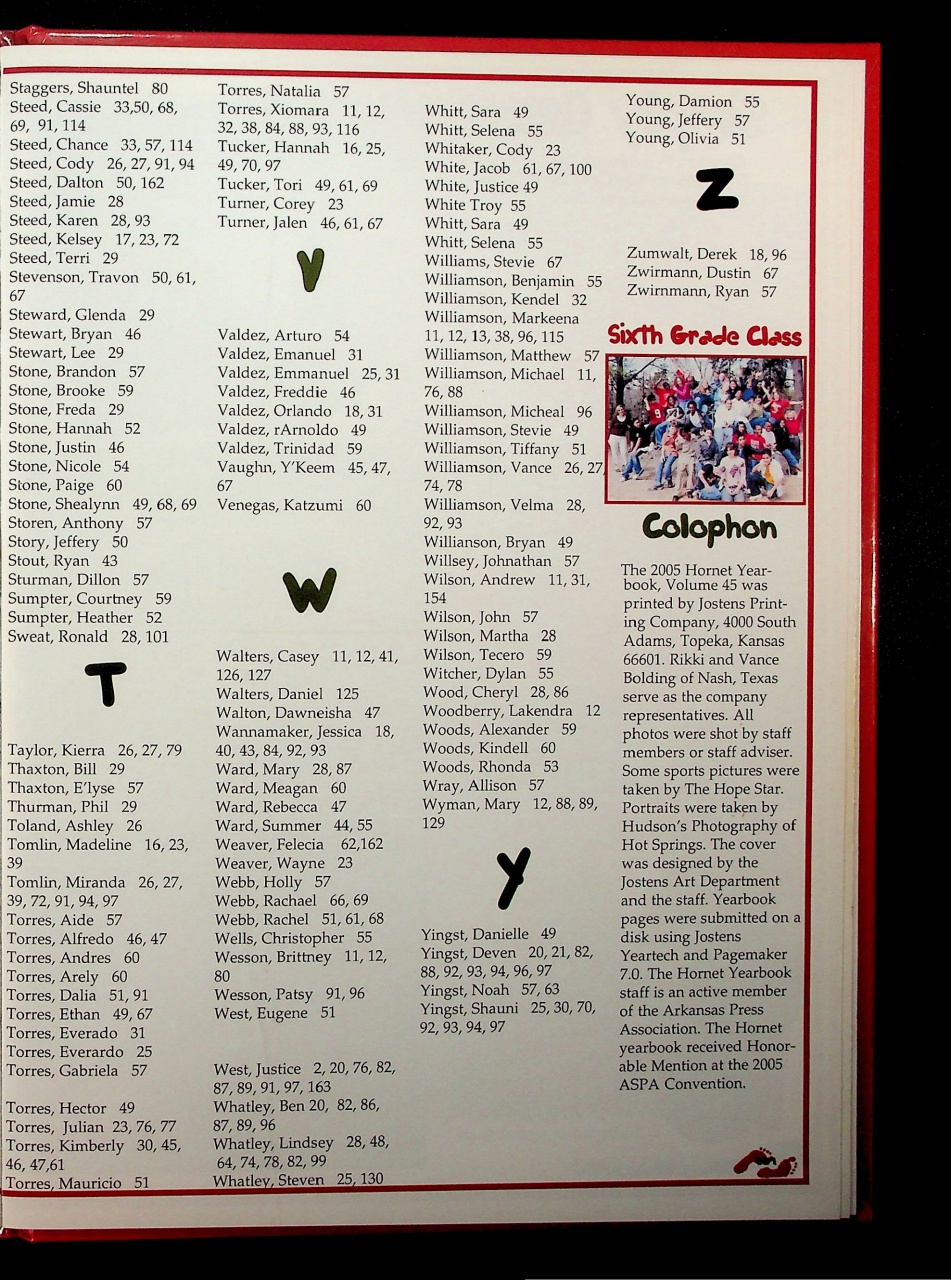 Staggers, Shauntel 80
Steed, Cassie 33,50, 68,
69, 91, 114
Steed, Chance 33, 57, 114
Steed, Cody 26, 27, 91, 94
Steed, Dalton 50, 162
Steed, Jamie 28
Steed, Karen 28, 93
Steed, Kelsey 17, 23, 72
Steed, Terri 29
Stevenson, Travon 50, 61,
67
Steward, Glenda 29
Stewart, Bryan 46
Stewart, Lee 29
Stone, Brandon 57
Stone, Brooke 59
Stone, Freda 29
Stone, Hannah 52
Stone, Justin 46
Stone, Nicole 54
Stone, Paige 60
Stone, Shealynn 49, 68, 69
Storen, Anthony 57
Story, Jeffery 50
Stout, Ryan 43
Sturman, Dillon 57
Sumpter, Courtney 59
Sumpter, Heather 52
Sweat, Ronald 28, 101
T
Taylor, Kierra 26, 27, 79
Thaxton, Bill 29
Thaxton, E'lyse 57
Thurman, Phil 29
Toland, Ashley 26
Tomlin, Madeline 16, 23,
39
Tomlin, Miranda 26, 27,
39, 72, 91, 94, 97
Torres, Aide 57
Torres, Alfredo 46, 47
Torres, Andres 60
Torres, Arely 60
Torres, Dalia 51, 91
Torres, Ethan 49, 67
Torres, Everado 31
Torres, Everardo 25
Torres, Gabriela 57
Torres, Hector 49
Torres, Julian 23, 76, 77
Torres, Kimberly 30, 45,
46, 47,61
Torres, Mauricio 51
Torres, Natalia 57
Torres, Xiomara 11, 12,
32, 38, 84, 88, 93, 116
Tucker, Hannah 16, 25,
49, 70, 97
Tucker, Tori 49, 61, 69
Turner, Corey 23
Turner, Jalen 46, 61, 67
V
Valdez, Arturo 54
Valdez, Emanuel 31
Valdez, Emmanuel 25, 31
Valdez, Freddie 46
Valdez, Orlando 18, 31
Valdez, rArnoldo 49
Valdez, Trinidad 59
Vaughn, Y'Keem 45, 47,
67
Venegas, Katzumi 60
W
Walters, Casey 11, 12, 41,
126, 127
Walters, Daniel 125
Walton, Dawneisha 47
Wannamaker, Jessica 18,
40, 43, 84, 92, 93
Ward, Mary 28, 87
Ward, Meagan 60
Ward, Rebecca 47
Ward, Summer 44, 55
Weaver, Felecia 62,162
Weaver, Wayne 23
Webb, Holly 57
Webb, Rachael 66, 69
Webb, Rachel 51, 61, 68
Wells, Christopher 55
Wesson, Brittney 11, 12,
80
Wesson, Patsy 91, 96
West, Eugene 51
West, Justice 2, 20, 76, 82,
87, 89, 91, 97, 163
Whatley, Ben 20, 82, 86,
87, 89, 96
Whatley, Lindsey 28, 48,
64, 74, 78, 82, 99
Whatley, Steven 25, 130
Whitt, Sara 49
Whitt, Selena 55
Whitaker, Cody 23
White, Jacob 61, 67, 100
White, Justice 49
White Troy 55
Whitt, Sara 49
Whitt, Selena 55
Williams, Stevie 67
Williamson, Benjamin 55
Williamson, Kendel 32
Williamson, Markeena
11, 12, 13, 38, 96, 115
Williamson, Matthew 57
Williamson, Michael 11,
76, 88
Williamson, Micheal 96
Williamson, Stevie 49
Williamson, Tiffany 51
Williamson, Vance 26, 27,
74, 78
Williamson, Velma 28,
92, 93
Willianson, Bryan 49
Willsey, Johnathan 57
Wilson, Andrew 11, 31,
154
Wilson, John 57
Wilson, Martha 28
Wilson, Tecero 59
Witcher, Dylan 55
Wood, Cheryl 28, 86
Woodberry, Lakendra 12
Woods, Alexander 59
Woods, Kindell 60
Woods, Rhonda 53
Wray, Allison 57
Wyman, Mary 12, 88, 89,
129
Y
Yingst, Danielle 49
Yingst, Deven 20, 21, 82,
88, 92, 93, 94, 96, 97
Yingst, Noah 57, 63
Yingst, Shauni 25, 30, 70,
92, 93, 94, 97
Young, Damion 55
Young, Jeffery 57
Young, Olivia 51
Z
Zumwalt, Derek 18, 96
Zwirmann, Dustin 67
Zwirnmann, Ryan 57
Sixth Grade Class
Colophon
The 2005 Hornet Year-
book, Volume 45 was
printed by Jostens Print-
ing Company, 4000 South
Adams, Topeka, Kansas
66601. Rikki and Vance
Bolding of Nash, Texas
serve as the company
representatives. All
photos were shot by staff
members or staff adviser.
Some sports pictures were
taken by The Hope Star.
Portraits were taken by
Hudson's Photography of
Hot Springs. The cover
was designed by the
Jostens Art Department
and the staff. Yearbook
pages were submitted on a
disk using Jostens
Yeartech and Pagemaker
7.0. The Hornet Yearbook
staff is an active member
of the Arkansas Press
Association. The Hornet
yearbook received Honor-
able Mention at the 2005
ASPA Convention.